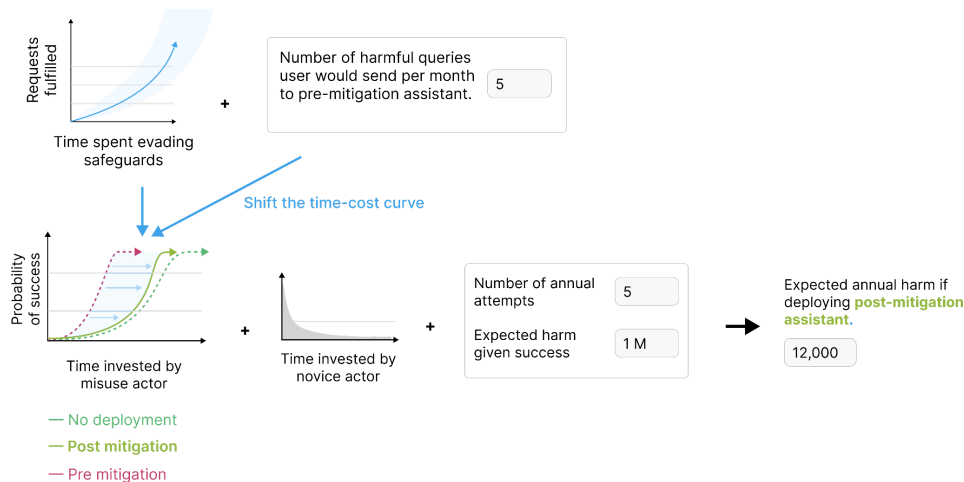 Requests
fulfilled
Time spent evading
safeguards
+
Number of harmful queries
user would send per month
to pre-mitigation assistant.
5
Shift the time-cost curve
Probability
of success
Time invested by
misuse actor
+
Time invested by
novice actor
+
Number of annual
attempts
5
Expected harm
given success
1 M
Expected annual harm if
deploying post-mitigation
assistant.
12,000
No deployment
Post mitigation
Pre mitigation